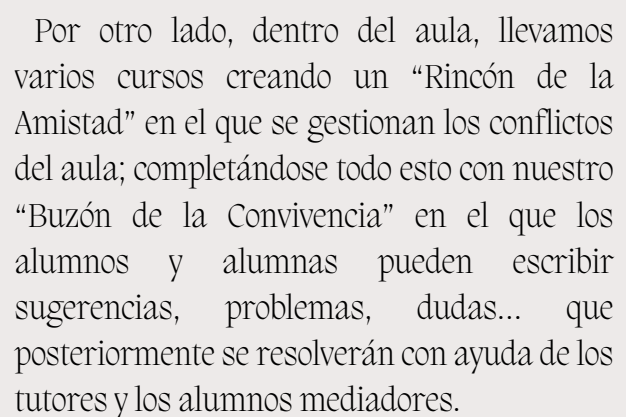 Por otro lado, dentro del aula, llevamos
varios cursos creando un “Rincón de la
Amistad” en el que se gestionan los conflictos
del aula; completándose todo esto con nuestro
“Buzón de la Convivencia” en el que los
alumnos y alumnas pueden escribir
sugerencias, problemas, dudas... que
posteriormente se resolverán con ayuda de los
tutores y los alumnos mediadores.